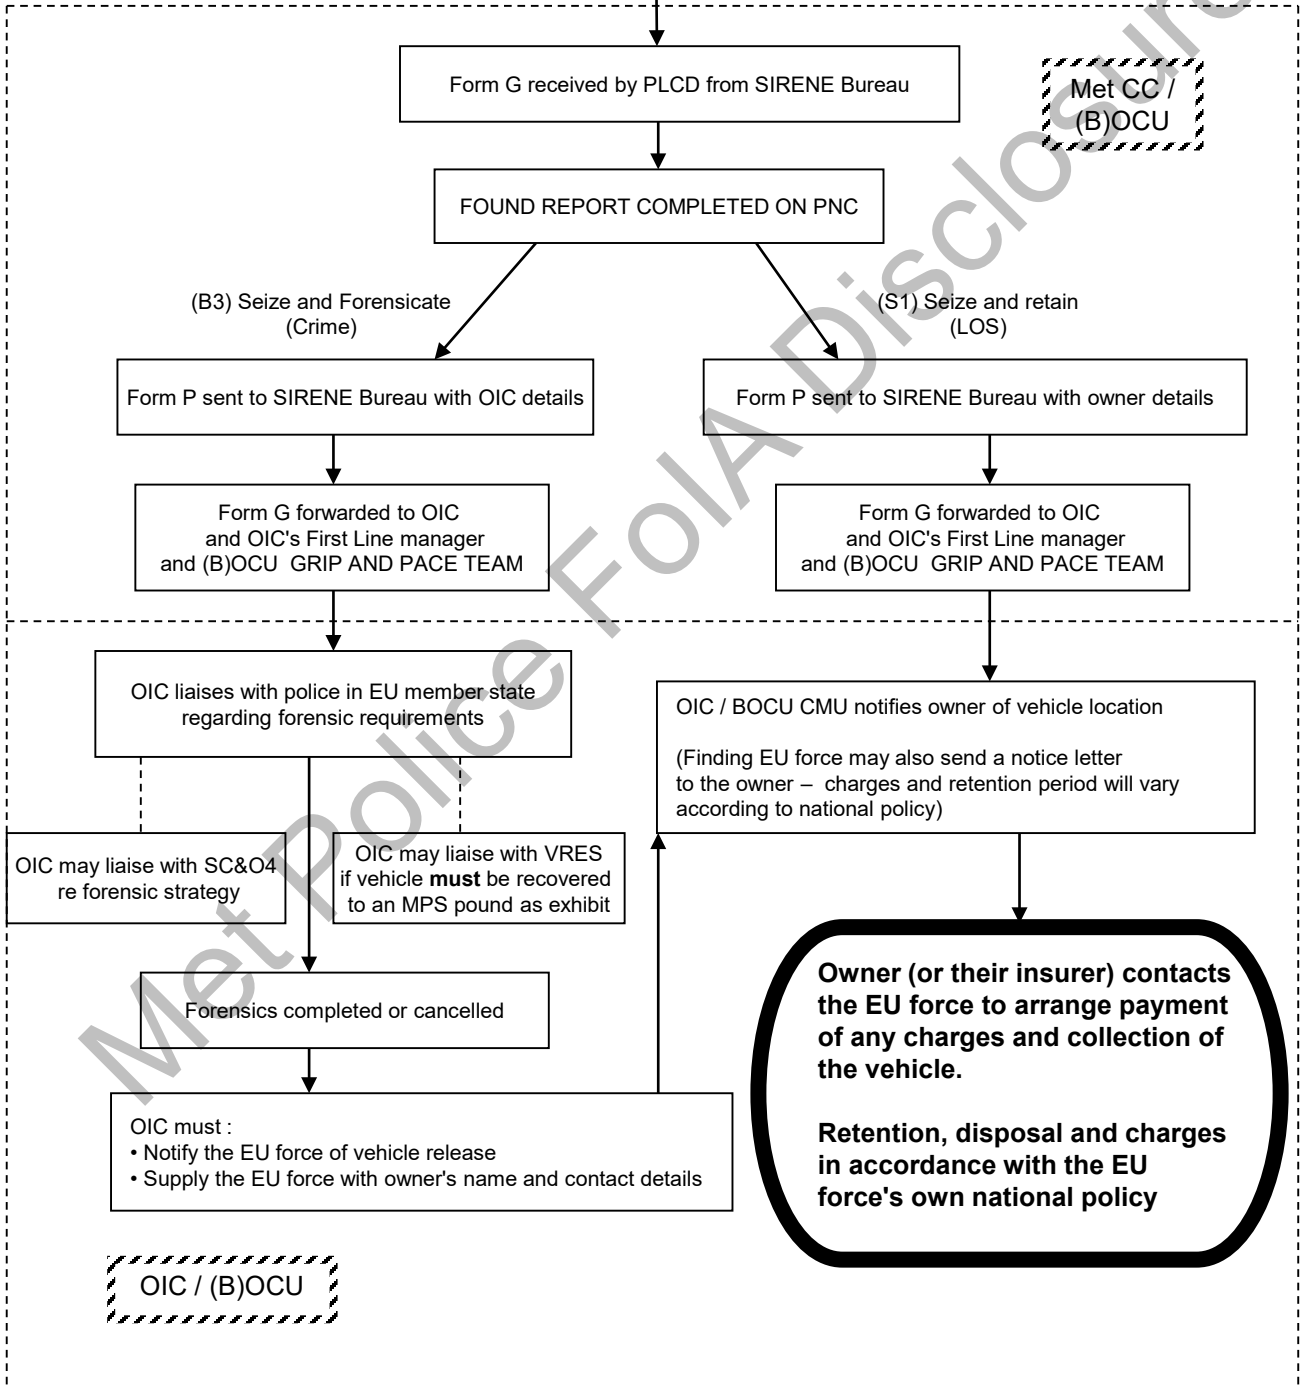 Form G received by PLCD from SIRENE Bureau
Met CC /
(B)OCU
FOUND REPORT COMPLETED ON PNC
(B3) Seize and Forensicate
(Crime)
(S1) Seize and retain
(LOS)
Form P sent to SIRENE Bureau with OIC details
Form P sent to SIRENE Bureau with owner details
Form G forwarded to OIC
and OIC's First Line manager
and (B)OCU GRIP AND PACE TEAM
Form G forwarded to OIC
and OIC's First Line manager
and (B)OCU GRIP AND PACE TEAM
OIC liaises with police in EU member state
regarding forensic requirements
OIC / BOCU CMU notifies owner of vehicle location
(Finding EU force may also send a notice letter
to the owner – charges and retention period will vary
according to national policy)
OIC may liaise with SC&O4
re forensic strategy
OIC may liaise with VRES
if vehicle must be recovered
to an MPS pound as exhibit
Forensics completed or cancelled
OIC must :
• Notify the EU force of vehicle release
• Supply the EU force with owner's name and contact details
Owner (or their insurer) contacts
the EU force to arrange payment
of any charges and collection of
the vehicle.
Retention, disposal and charges
in accordance with the EU
force's own national policy
OIC / (B)OCU
Met Police FoIA Disclosure